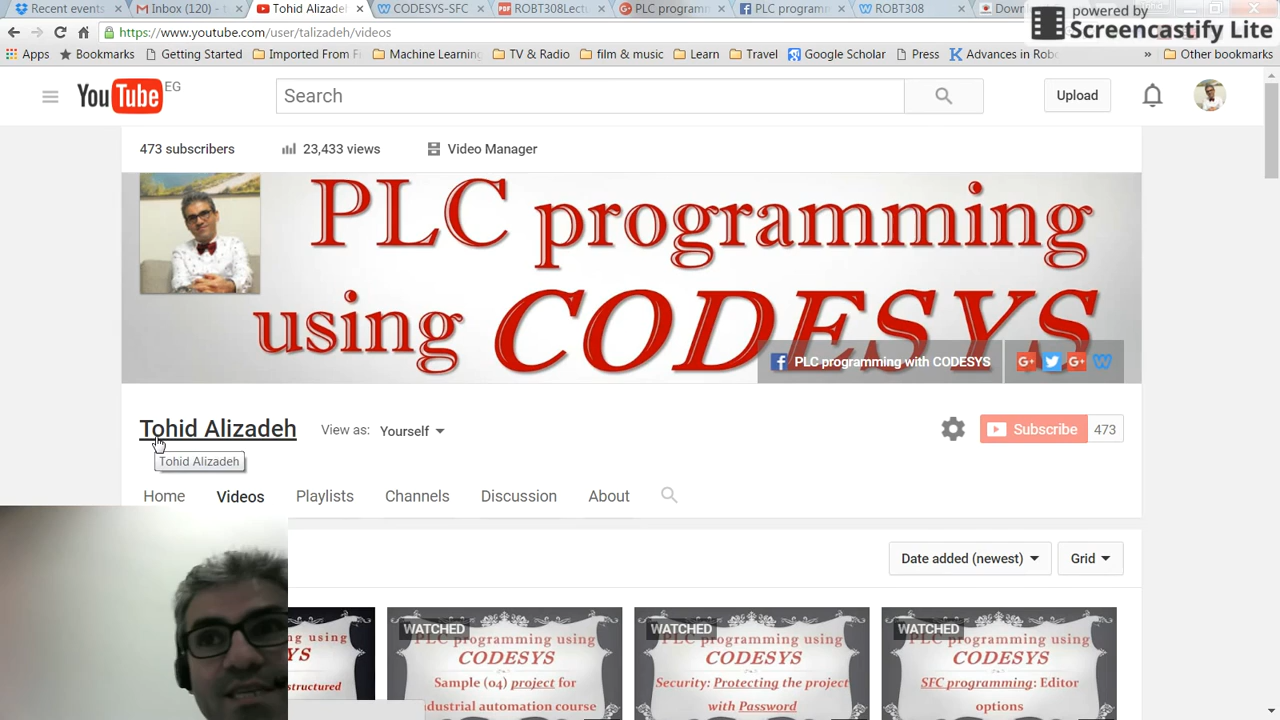 Recent events
Inbox (120) -
Tohid Alizadeh
CODESYS-SFC
ROBT308Lectu
PLC programm
PLC programm
ROBT308
Down
powered by
Screencastify Lite
https://www.youtube.com/user/talizadeh/videos
Apps
Bookmarks
Getting Started
Imported From
Machine Learning
TV & Radio
film & music
Learn
Travel
Google Scholar
Press
Advances in Robo
»
Other bookmarks
YouTube EG
Search
Upload
473 subscribers
23,433 views
Video Manager
PLC programming
using CODESYS
PLC programming with CODESYS
Tohid Alizadeh
View as: Yourself
Subscribe 473
Tohid Alizadeh
Home
Videos
Playlists
Channels
Discussion
About
Date added (newest)
Grid
using
YS
structured
WATCHED
PLC programming using
CODESYS
Sample (04) project for
industrial automation course
WATCHED
PLC programming using
CODESYS
Security: Protecting the project
with Password
WATCHED
PLC programming using
CODESYS
SFC programming: Editor
options